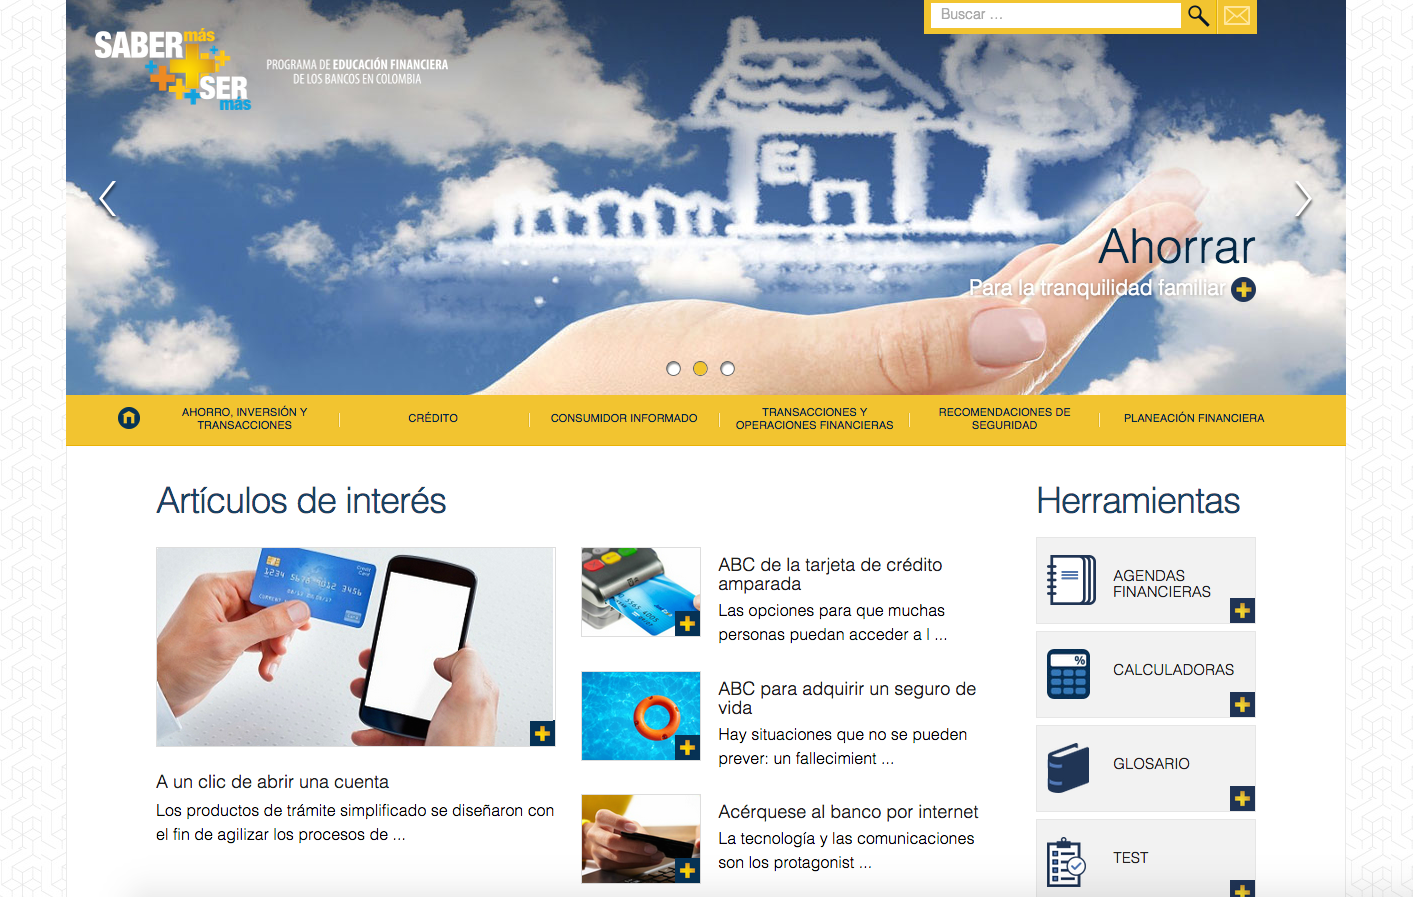 SABER más
SER
más
PROGRAMA DE EDUCACIÓN FINANCIERA
DE LOS BANCOS EN COLOMBIA
Buscar ...
Ahorrar
Para la tranquilidad familiar
AHORRO, INVERSIÓN Y
TRANSACCIONES
CRÉDITO
CONSUMIDOR INFORMADO
TRANSACCIONES Y
OPERACIONES FINANCIERAS
RECOMENDACIONES DE
SEGURIDAD
PLANEACIÓN FINANCIERA
Artículos de interés
A un clic de abrir una cuenta
Los productos de trámite simplificado se diseñaron con
el fin de agilizar los procesos de ...
ABC de la tarjeta de crédito
amparada
Las opciones para que muchas
personas puedan acceder a l ...
ABC para adquirir un seguro de
vida
Hay situaciones que no se pueden
prever: un fallecimient ...
Acérquese al banco por internet
La tecnología y las comunicaciones
son los protagonist ...
Herramientas
AGENDAS
FINANCIERAS
%
CALCULADORAS
GLOSARIO
TEST